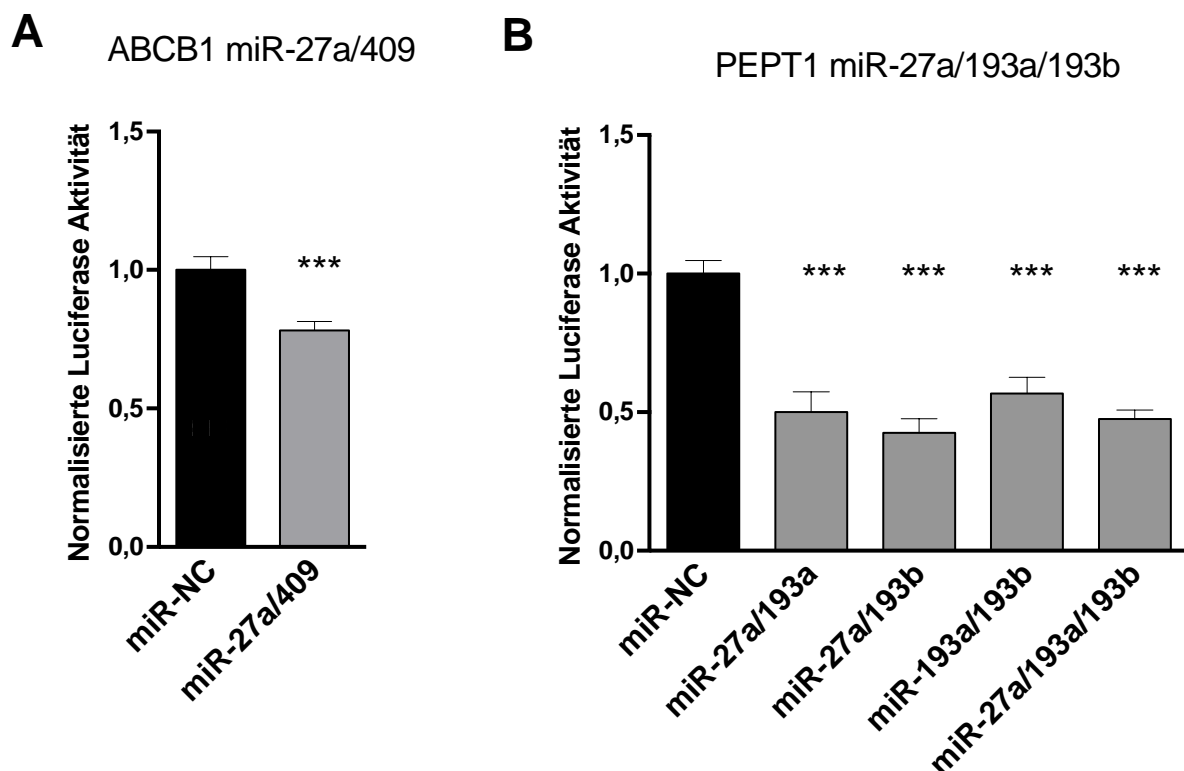 A
ABCB1 miR-27a/409
Normalisierte Luciferase Aktivität
1,5
1,0
0,5
0,0
***
miR-NC
miR-27a/409
B
PEPT1 miR-27a/193a/193b
Normalisierte Luciferase Aktivität
1,5
1,0
0,5
0,0
*** *** *** ***
miR-NC
miR-27a/193a
miR-27a/193b
miR-193a/193b
miR-27a/193a/193b